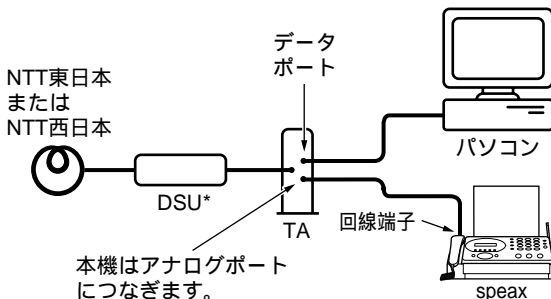 データ
ポート
NTT東日本
または
NTT西日本
パソコン
DSU*
TA
回線端子
本機はアナログポート
につなぎます。
speax